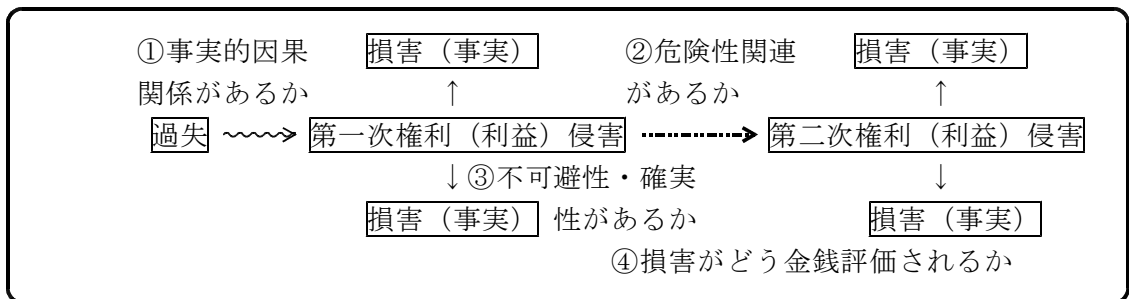 ①事実的因果 損害（事実） ②危険性関連 損害（事実）
関係があるか ↑ があるか ↑
過失 → 第一次権利（利益）侵害 → 第二次権利（利益）侵害
↓③不可避性・確実 ↓
損害（事実） 性があるか 損害（事実）
④損害がどう金銭評価されるか